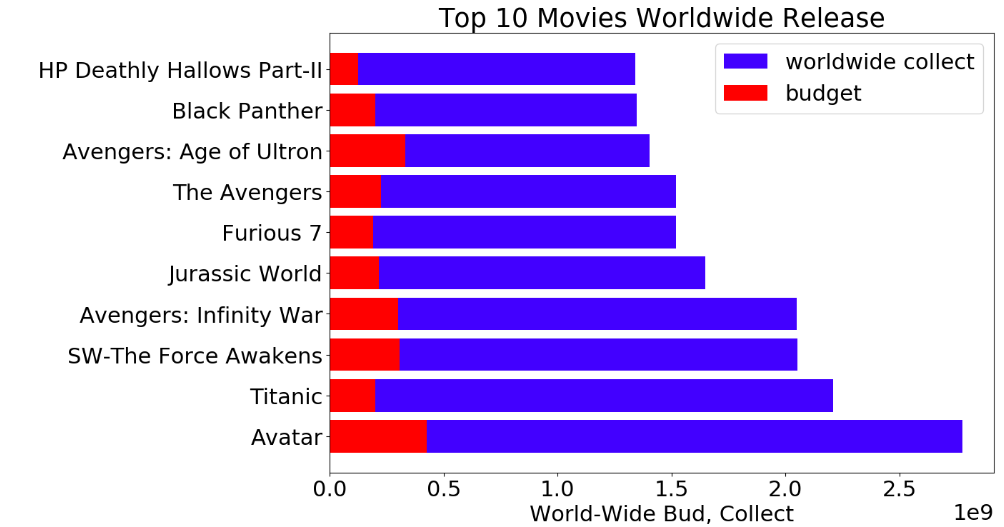 Top 10 Movies Worldwide Release
worldwide collect
budget
HP Deathly Hallows Part-II
Black Panther
Avengers: Age of Ultron
The Avengers
Furious 7
Jurassic World
Avengers: Infinity War
SW-The Force Awakens
Titanic
Avatar
0.0 0.5 1.0 1.5 2.0 2.5
World-Wide Bud, Collect
1e9